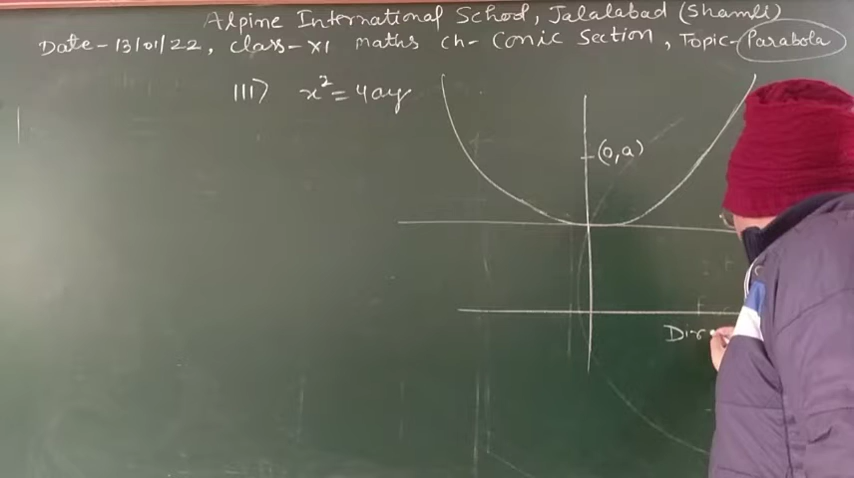 Alpine International School, Jalalabad (Shamli)
Date-13/01/22, Class-XI maths ch- Conic Section, Topic-Parabola
III) x²=4ay
(0,a)
Dir